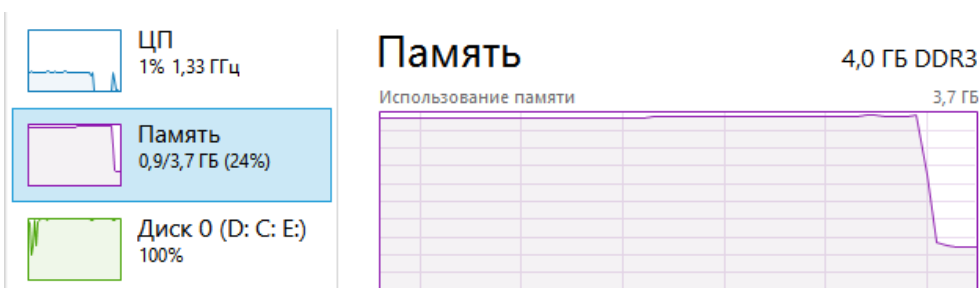 ЦП
1% 1,33 ГГц
Память
0,9/3,7 ГБ (24%)
Диск 0 (D: C: E:)
100%
Память
4,0 ГБ DDR3
Использование памяти
3,7 ГБ